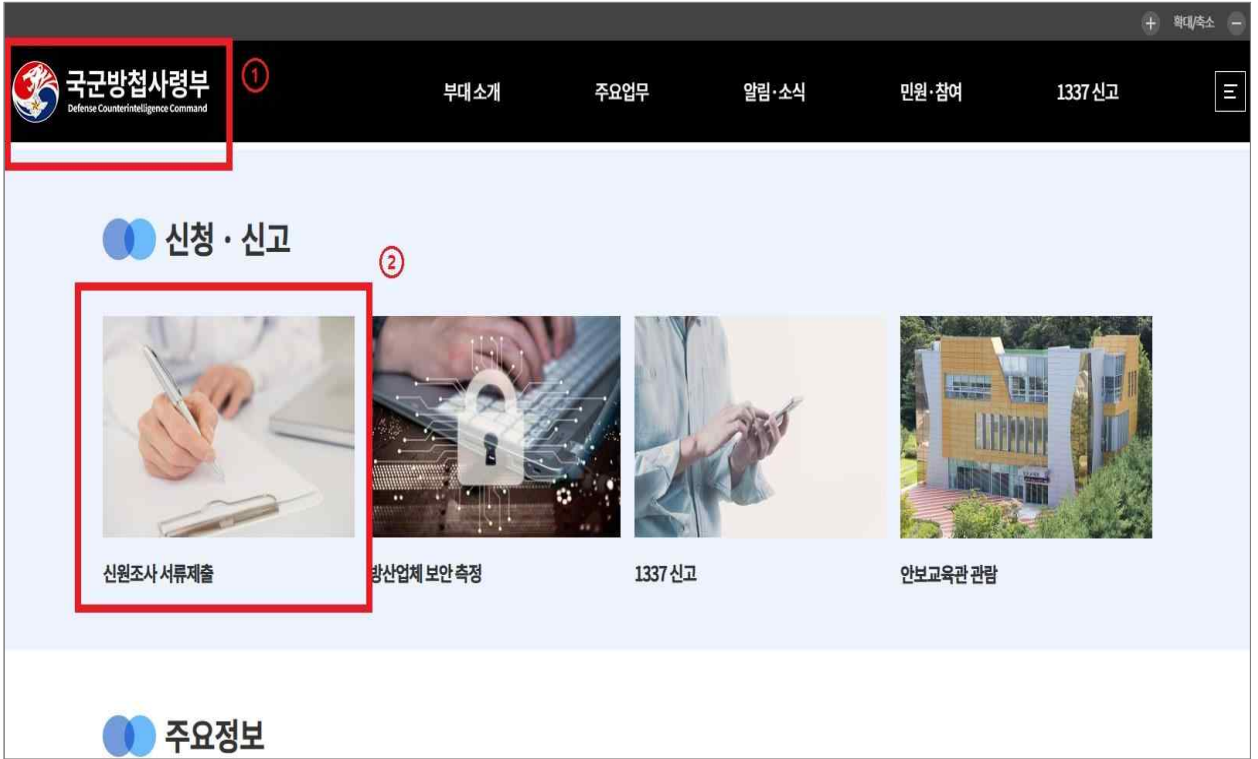 확대/축소
국군방첩사령부
Defense Counterintelligence Command
①
부대소개
주요업무
알림·소식
민원·참여
1337 신고
신청·신고
②
신원조사 서류제출
방산업체 보안 측정
1337 신고
안보교육관 관람
주요정보